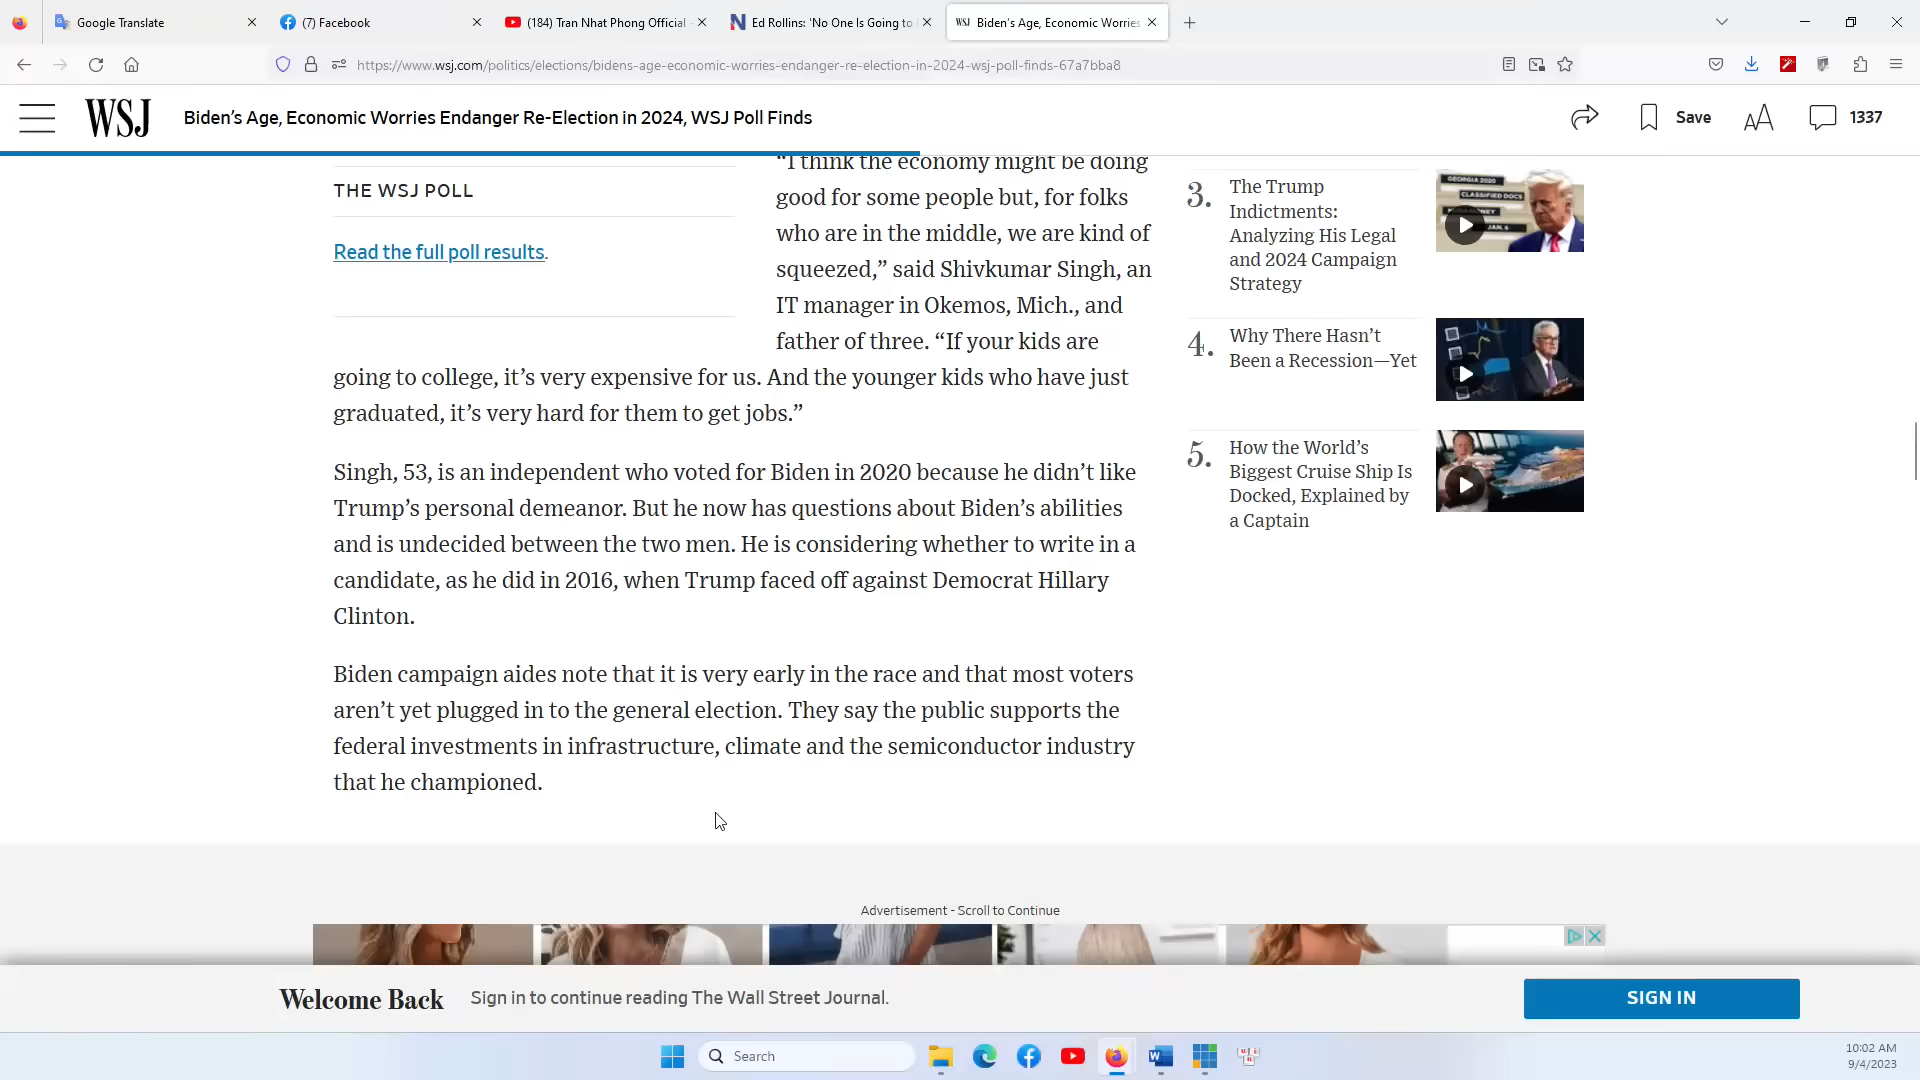 Google Translate
(7) Facebook
(184) Tran Nhat Phong Official -
Ed Rollins: 'No One Is Going to
WSJ Biden's Age, Economic Worries
https://www.wsj.com/politics/elections/bidens-age-economic-worries-endanger-re-election-in-2024-wsj-poll-finds-67a7bba8
WSJ Biden's Age, Economic Worries Endanger Re-Election in 2024, WSJ Poll Finds
Save
AA
1337
THE WSJ POLL
Read the full poll results.
“I think the economy might be doing
good for some people but, for folks
who are in the middle, we are kind of
squeezed,” said Shivkumar Singh, an
IT manager in Okemos, Mich., and
father of three. “If your kids are
going to college, it’s very expensive for us. And the younger kids who have just
graduated, it’s very hard for them to get jobs.”
Singh, 53, is an independent who voted for Biden in 2020 because he didn’t like
Trump’s personal demeanor. But he now has questions about Biden’s abilities
and is undecided between the two men. He is considering whether to write in a
candidate, as he did in 2016, when Trump faced off against Democrat Hillary
Clinton.
Biden campaign aides note that it is very early in the race and that most voters
aren’t yet plugged in to the general election. They say the public supports the
federal investments in infrastructure, climate and the semiconductor industry
that he championed.
3. The Trump
Indictments:
Analyzing His Legal
and 2024 Campaign
Strategy
GEORGIA 2020
CLASSIFIED DOCS
JAN. 6
4. Why There Hasn’t
Been a Recession—Yet
5. How the World’s
Biggest Cruise Ship Is
Docked, Explained by
a Captain
Advertisement - Scroll to Continue
Welcome Back
Sign in to continue reading The Wall Street Journal.
SIGN IN
Search
10:02 AM
9/4/2023